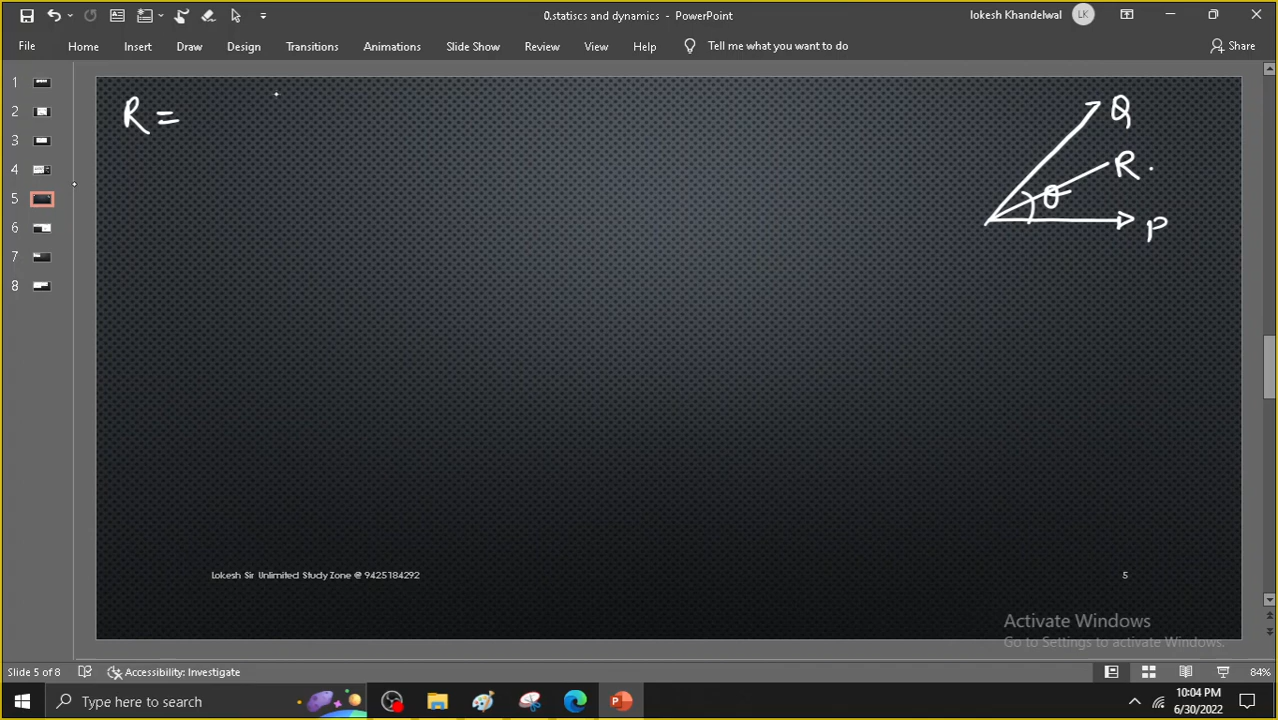 0.statiscs and dynamics - PowerPoint
lokesh Khandelwal
LK
File
Home
Insert
Draw
Design
Transitions
Animations
Slide Show
Review
View
Help
Tell me what you want to do
Share
1
2
3
4
5
6
7
8
R =
Q
R
θ
P
Lokesh Sir Unlimited Study Zone @ 9425184292
5
Activate Windows
Go to Settings to activate Windows.
Slide 5 of 8
Accessibility: Investigate
84%
Type here to search
10:04 PM
6/30/2022